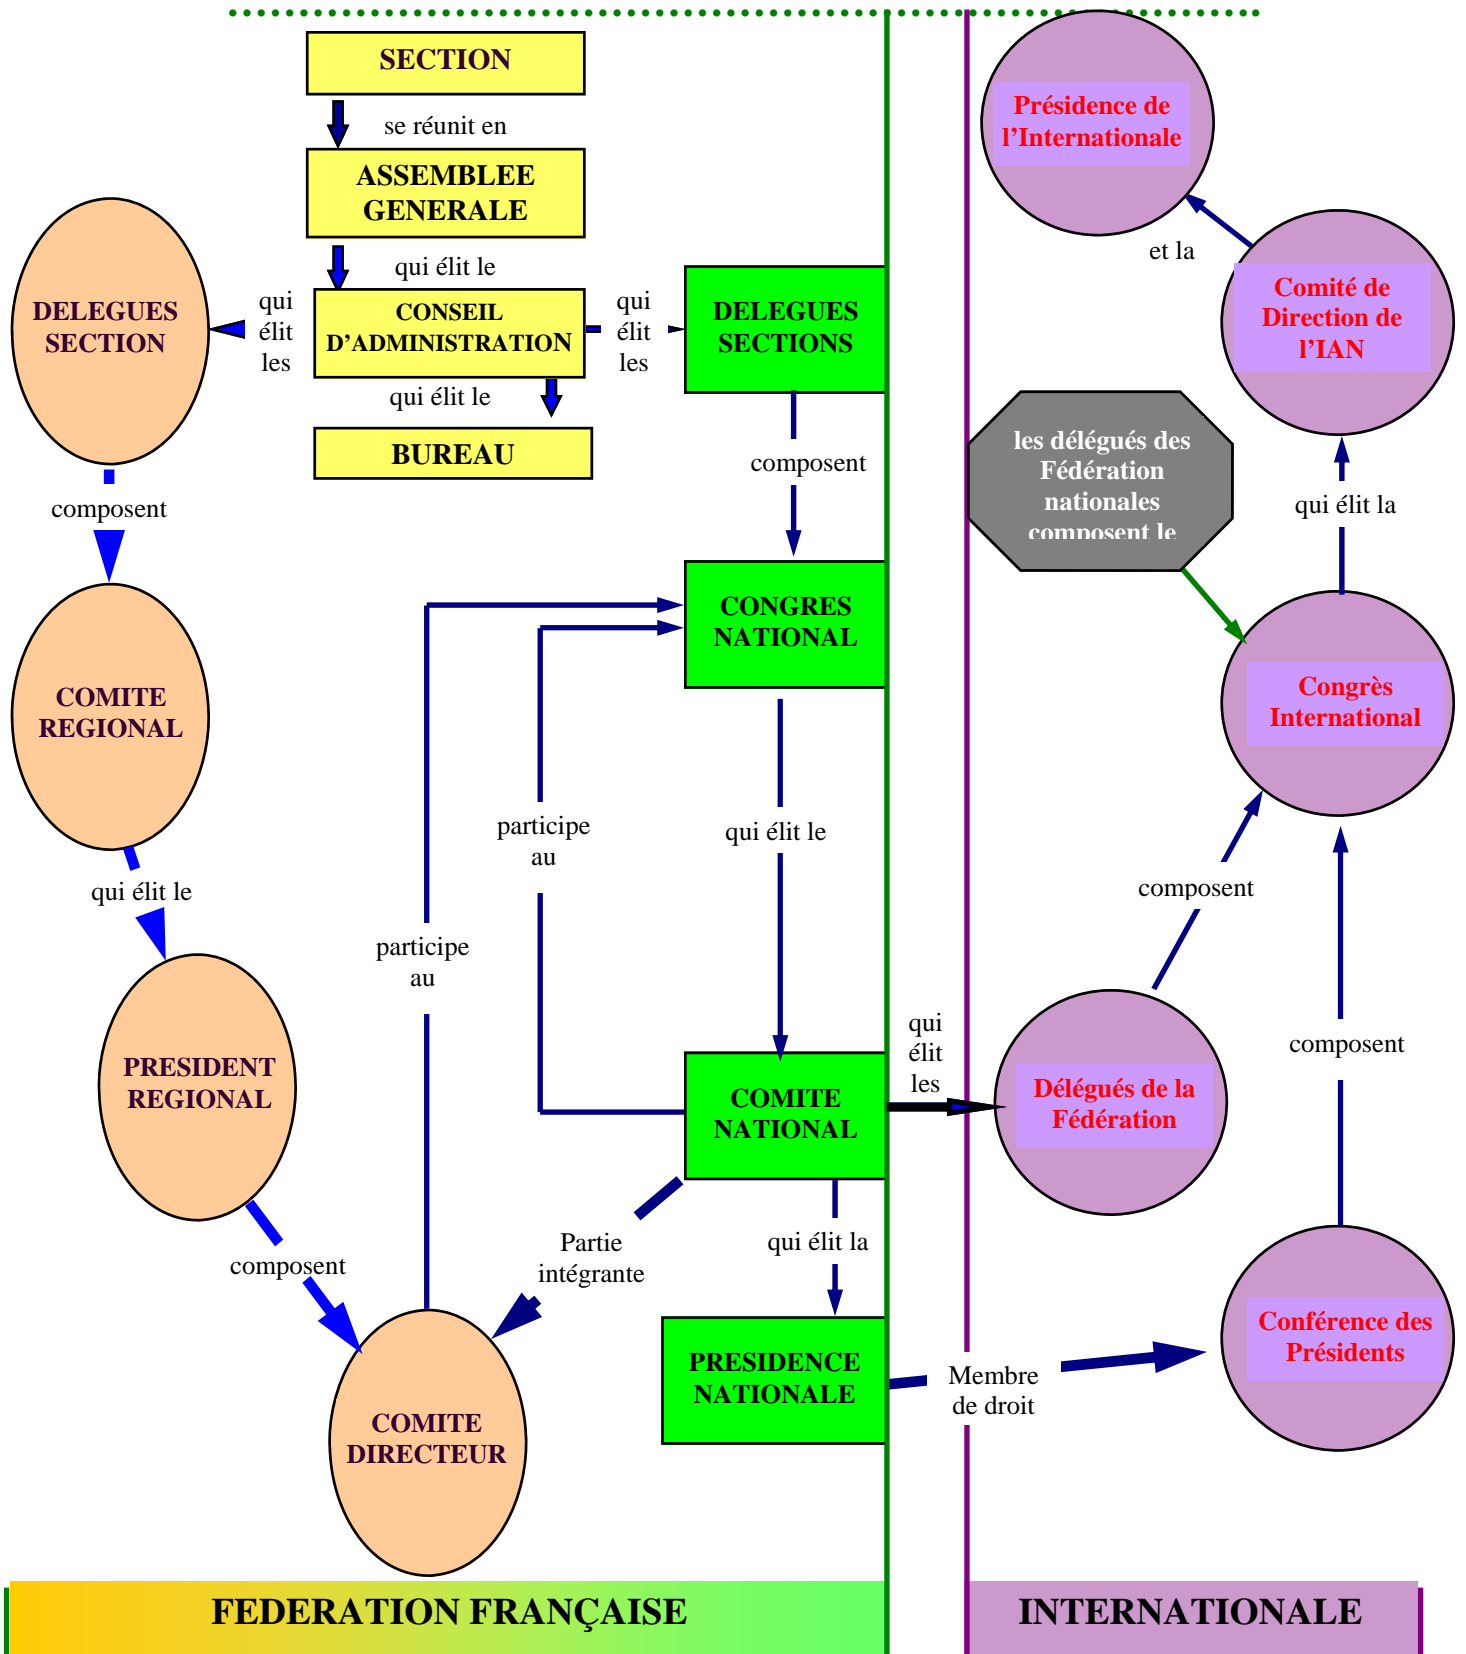 SECTION
se réunit en
ASSEMBLEE
GENERALE
qui élit le
CONSEIL
D'ADMINISTRATION
qui
élit
les
DELEGUES
SECTION
qui
élit
les
DELEGUES
SECTIONS
qui élit le
BUREAU
composent
COMITE
REGIONAL
qui élit le
PRESIDENT
REGIONAL
composent
COMITE
DIRECTEUR
participe
au
composent
CONGRES
NATIONAL
participe
au
qui élit le
COMITE
NATIONAL
Partie
intégrante
qui élit la
PRESIDENCE
NATIONALE
qui
élit
les
Membre
de droit
Présidence de
l'Internationale
et la
Comité de
Direction de
l'IAN
les délégués des
Fédération
nationales
composent le
qui élit la
Congrès
International
composent
composent
Délégués de la
Fédération
Conférence des
Présidents
FEDERATION FRANÇAISE
INTERNATIONALE